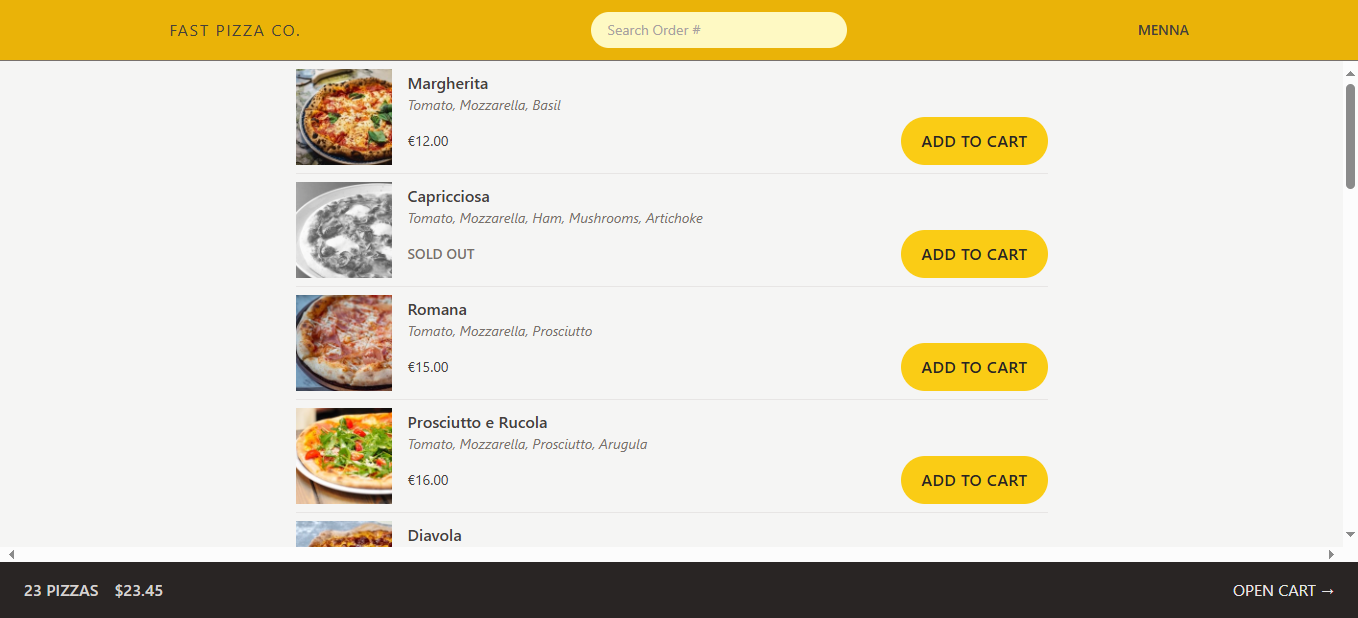 FAST PIZZA CO.
Search Order #
MENNA
Margherita
Tomato, Mozzarella, Basil
€12.00
ADD TO CART
Capricciosa
Tomato, Mozzarella, Ham, Mushrooms, Artichoke
SOLD OUT
ADD TO CART
Romana
Tomato, Mozzarella, Prosciutto
€15.00
ADD TO CART
Prosciutto e Rucola
Tomato, Mozzarella, Prosciutto, Arugula
€16.00
ADD TO CART
Diavola
23 PIZZAS $23.45
OPEN CART →